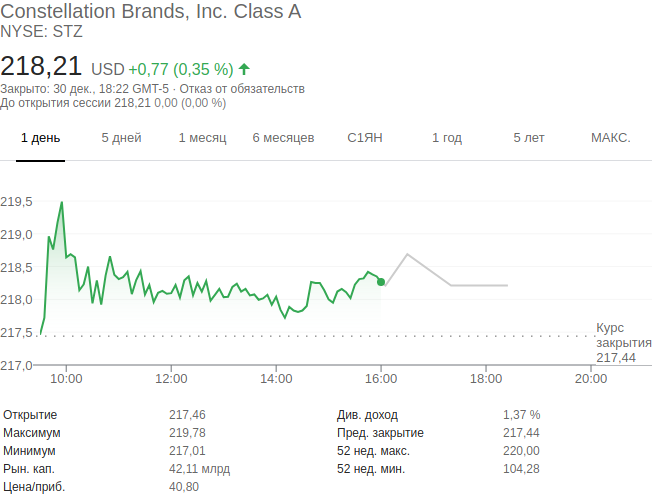 Constellation Brands, Inc. Class A
NYSE: STZ
218,21 USD +0,77 (0,35 %)
Закрыто: 30 дек., 18:22 GMT-5 · Отказ от обязательств
До открытия сессии 218,21 0,00 (0,00 %)
1 день 5 дней 1 месяц 6 месяцев С1ЯН 1 год 5 лет МАКС.
219,5
219,0
218,5
218,0
217,5
217,0
Курс
закрытия
217,44
10:00 12:00 14:00 16:00 18:00 20:00
Открытие 217,46 Див. доход 1,37 %
Максимум 219,78 Пред. закрытие 217,44
Минимум 217,01 52 нед. макс. 220,00
Рын. кап. 42,11 млрд 52 нед. мин. 104,28
Цена/приб. 40,80